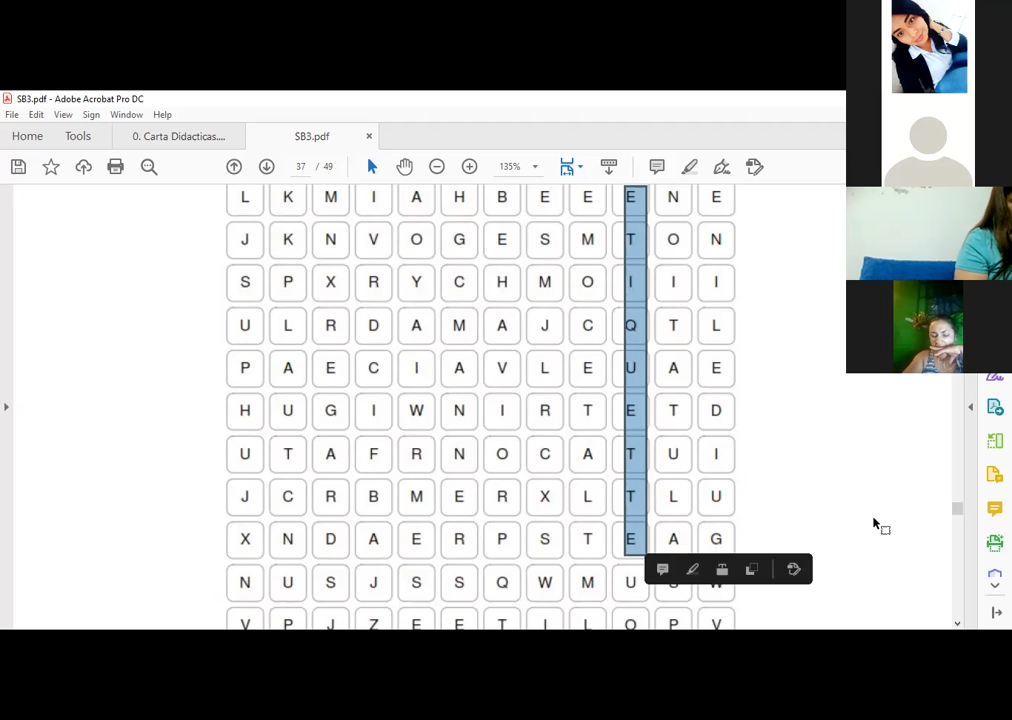 SB3.pdf - Adobe Acrobat Pro DC
File Edit View Sign Window Help
Home Tools 0. Carta Didacticas.... SB3.pdf ×
37 / 49 135%
L K M I A H B E E E N E
J K N V O G E S M T O N
S P X R Y C H M O I I I
U L R D A M A J C Q T L
P A E C I A V L E U A E
H U G I W N I R T E T D
U T A F R N O C A T U I
J C R B M E R X L T L U
X N D A E R P S T E A G
N U S J S S Q W M U S W
V P J Z E E T I L O P V